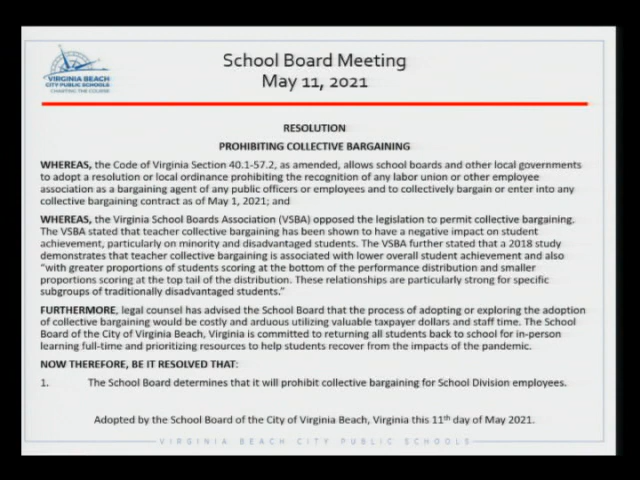 VIRGINIA BEACH
CITY PUBLIC SCHOOLS
CHARTING THE COURSE
School Board Meeting
May 11, 2021
RESOLUTION
PROHIBITING COLLECTIVE BARGAINING
WHEREAS, the Code of Virginia Section 40.1-57.2, as amended, allows school boards and other local governments
to adopt a resolution or local ordinance prohibiting the recognition of any labor union or other employee
association as a bargaining agent of any public officers or employees and to collectively bargain or enter into any
collective bargaining contract as of May 1, 2021; and
WHEREAS, the Virginia School Boards Association (VSBA) opposed the legislation to permit collective bargaining.
The VSBA stated that teacher collective bargaining has been shown to have a negative impact on student
achievement, particularly on minority and disadvantaged students. The VSBA further stated that a 2018 study
demonstrates that teacher collective bargaining is associated with lower overall student achievement and also
"with greater proportions of students scoring at the bottom of the performance distribution and smaller
proportions scoring at the top tail of the distribution. These relationships are particularly strong for specific
subgroups of traditionally disadvantaged students."
FURTHERMORE, legal counsel has advised the School Board that the process of adopting or exploring the adoption
of collective bargaining would be costly and arduous utilizing valuable taxpayer dollars and staff time. The School
Board of the City of Virginia Beach, Virginia is committed to returning all students back to school for in-person
learning full-time and prioritizing resources to help students recover from the impacts of the pandemic.
NOW THEREFORE, BE IT RESOLVED THAT:
1. The School Board determines that it will prohibit collective bargaining for School Division employees.
Adopted by the School Board of the City of Virginia Beach, Virginia this 11th day of May 2021.
VIRGINIA BEACH CITY PUBLIC SCHOOLS